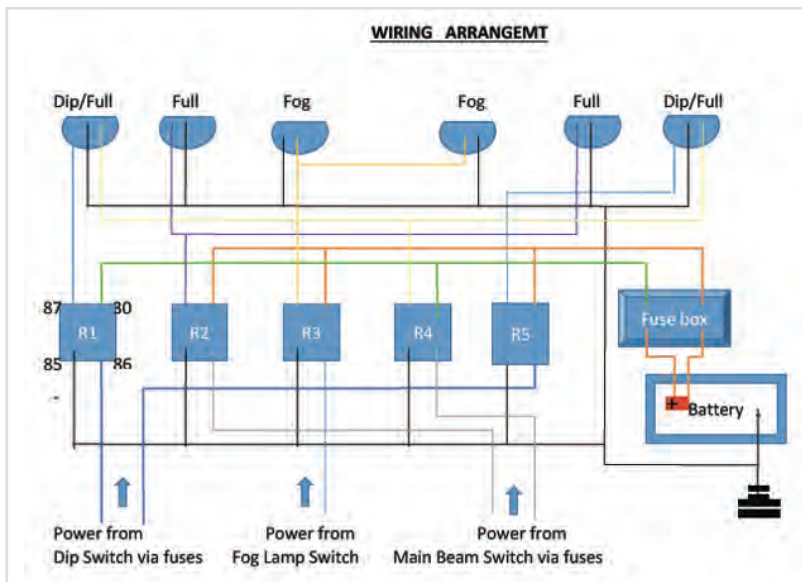 WIRING ARRANGEMT
Dip/Full Full Fog Fog Full Dip/Full
87 30
R1 R2 R3 R4 R5
Fuse box
85 86
-
+ Battery -
Power from Power from Power from
Dip Switch via fuses Fog Lamp Switch Main Beam Switch via fuses